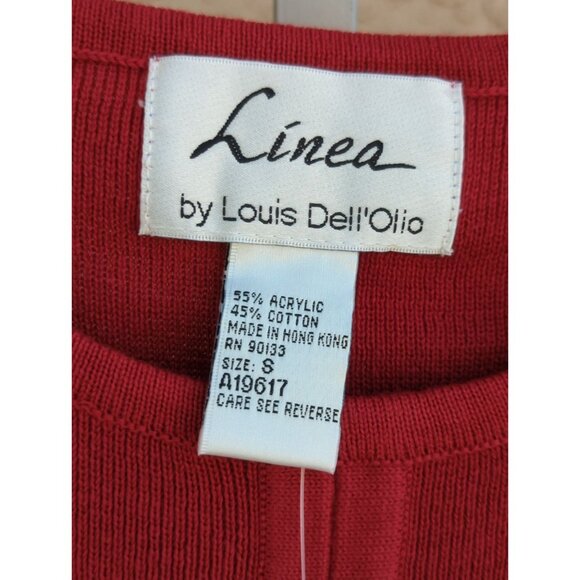 Linea
by Louis Dell'Olio
55% ACRYLIC
45% COTTON
MADE IN HONG KONG
RN 90133
SIZE: S
A19617
CARE SEE REVERSE